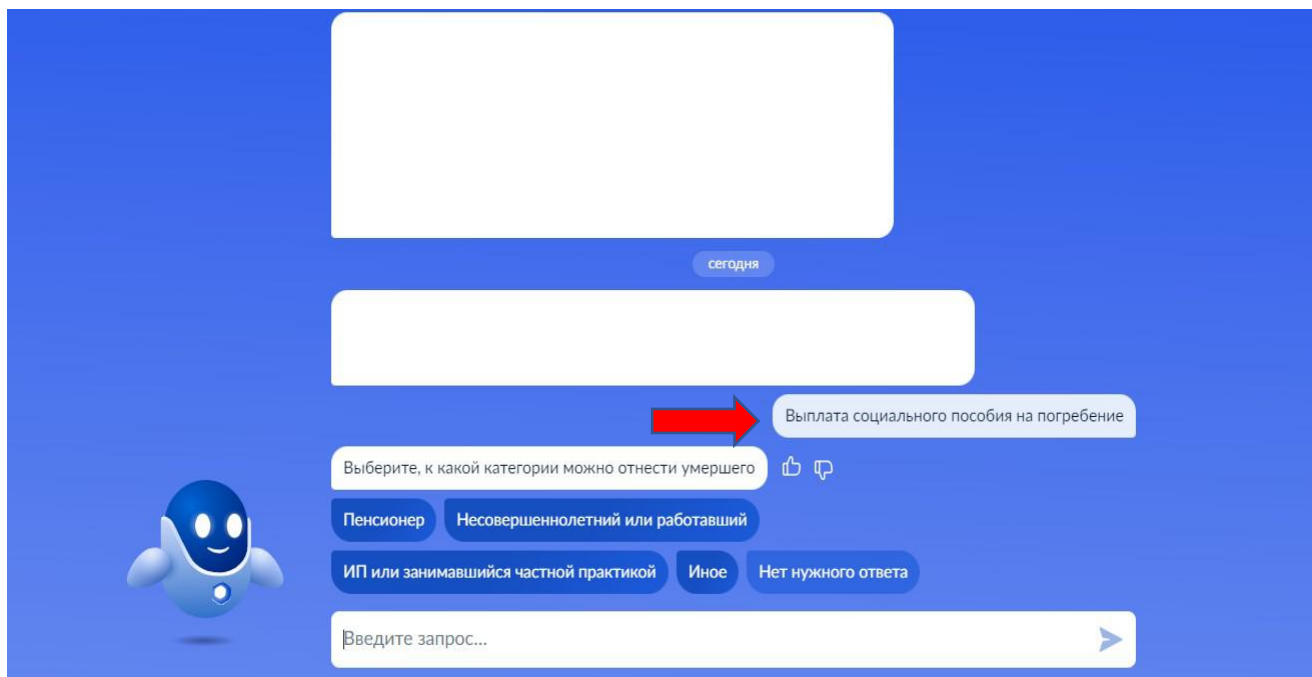 сегодня
Выплата социального пособия на погребение
Выберите, к какой категории можно отнести умершего
Пенсионер
Несовершеннолетний или работавший
ИП или занимавшийся частной практикой
Иное
Нет нужного ответа
Введите запрос...